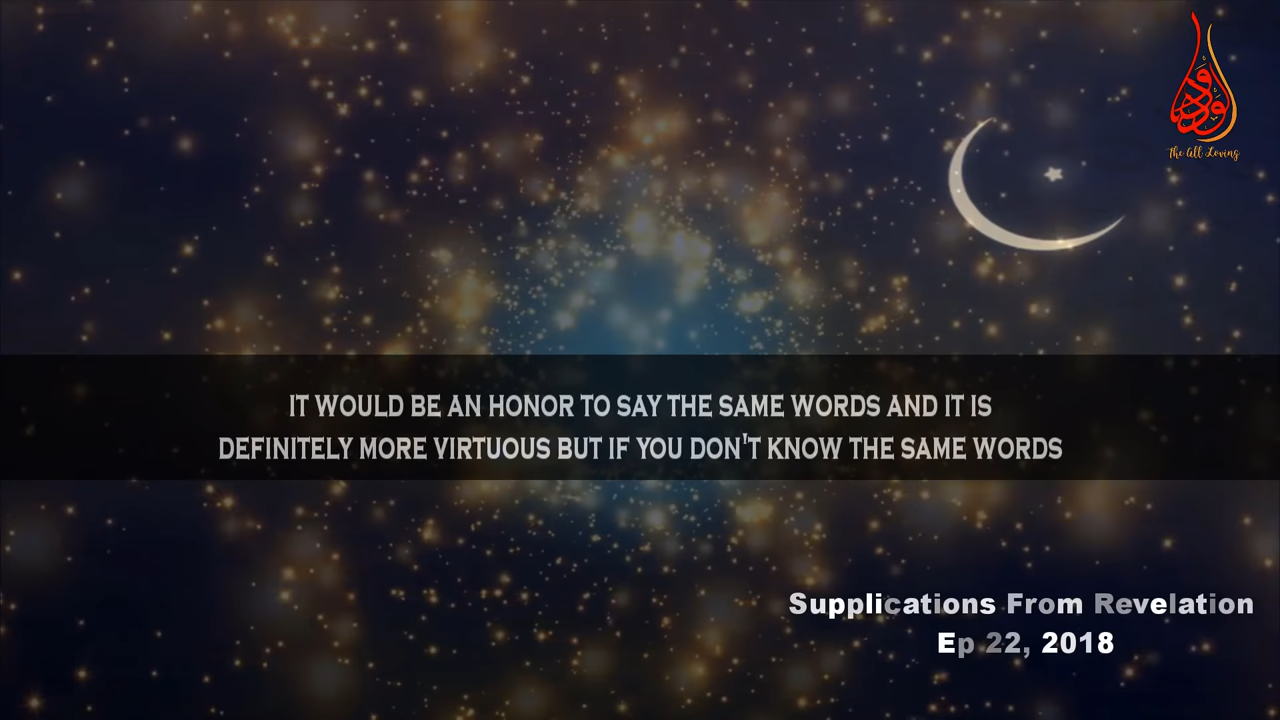 الودود
The All Loving
IT WOULD BE AN HONOR TO SAY THE SAME WORDS AND IT IS
DEFINITELY MORE VIRTUOUS BUT IF YOU DON'T KNOW THE SAME WORDS
Supplications From Revelation
Ep 22, 2018